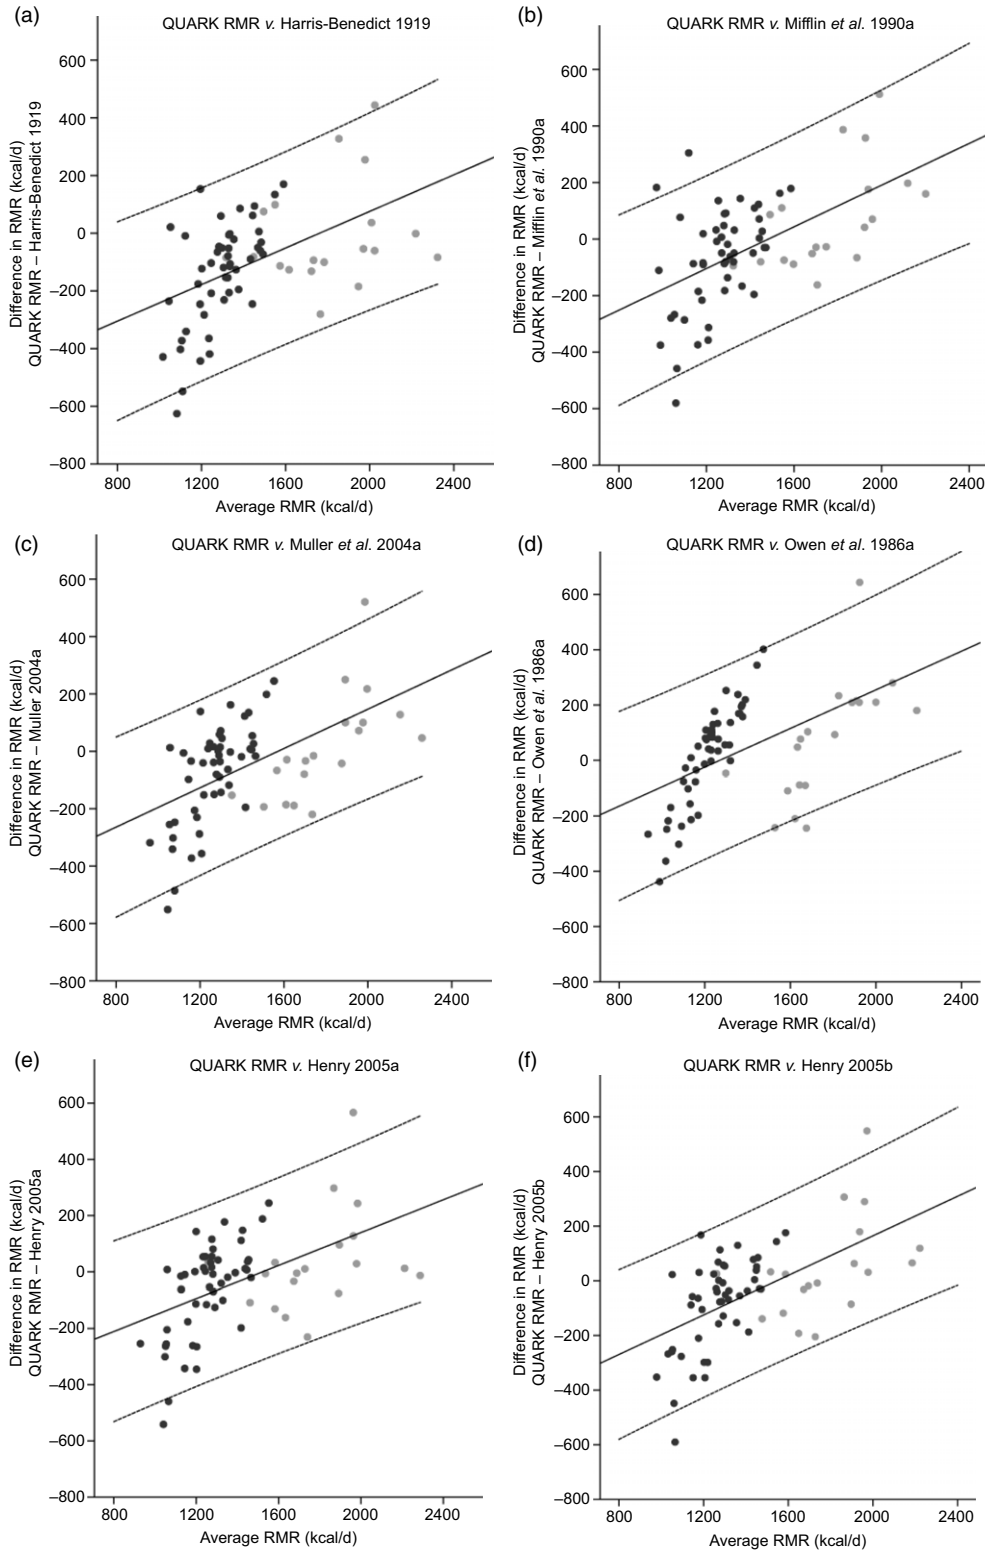 (a)
QUARK RMR v. Harris-Benedict 1919
Difference in RMR (kcal/d)
QUARK RMR – Harris-Benedict 1919
600
400
200
0
–200
–400
–600
–800
800
1200
1600
2000
2400
Average RMR (kcal/d)
(b)
QUARK RMR v. Mifflin et al. 1990a
Difference in RMR (kcal/d)
QUARK RMR – Mifflin et al. 1990a
600
400
200
0
–200
–400
–600
–800
800
1200
1600
2000
2400
Average RMR (kcal/d)
(c)
QUARK RMR v. Muller et al. 2004a
Difference in RMR (kcal/d)
QUARK RMR – Muller 2004a
600
400
200
0
–200
–400
–600
–800
800
1200
1600
2000
2400
Average RMR (kcal/d)
(d)
QUARK RMR v. Owen et al. 1986a
Difference in RMR (kcal/d)
QUARK RMR – Owen et al. 1986a
600
400
200
0
–200
–400
–600
–800
800
1200
1600
2000
2400
Average RMR (kcal/d)
(e)
QUARK RMR v. Henry 2005a
Difference in RMR (kcal/d)
QUARK RMR – Henry 2005a
600
400
200
0
–200
–400
–600
–800
800
1200
1600
2000
2400
Average RMR (kcal/d)
(f)
QUARK RMR v. Henry 2005b
Difference in RMR (kcal/d)
QUARK RMR – Henry 2005b
600
400
200
0
–200
–400
–600
–800
800
1200
1600
2000
2400
Average RMR (kcal/d)